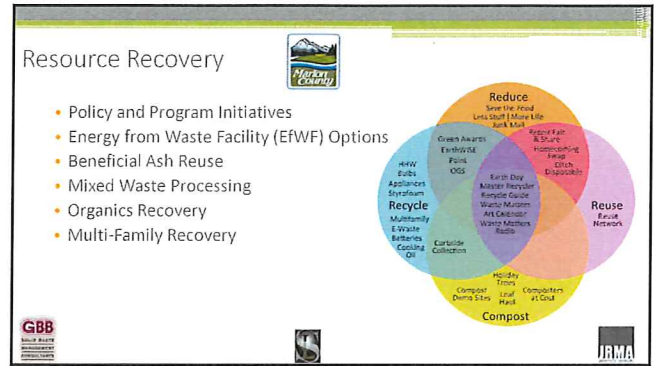 Resource Recovery
Marion
County
• Policy and Program Initiatives
• Energy from Waste Facility (EfWF) Options
• Beneficial Ash Reuse
• Mixed Waste Processing
• Organics Recovery
• Multi-Family Recovery
Reduce
Save the Food
Less Stuff | More Life
Junk Mail
Green Awards
EarthWISE
Paint
OGS
Repair Fair
& Share
Homecoming
Swap
Ditch
Disposable
HHW
Bulbs
Appliances
Styrofoam
Recycle
Multifamily
E-Waste
Batteries
Cooking
Oil
Earth Day
Master Recycler
Recycle Guide
Waste Matters
Art Calendar
Waste Matters
Radio
Reuse
Reuse
Network
Curbside
Collection
Holiday
Trees
Compost
Demo Sites
Leaf
Haul
Composters
at Cost
Compost
GBB
SOLID WASTE
MANAGEMENT
CONSULTANTS
JRMA